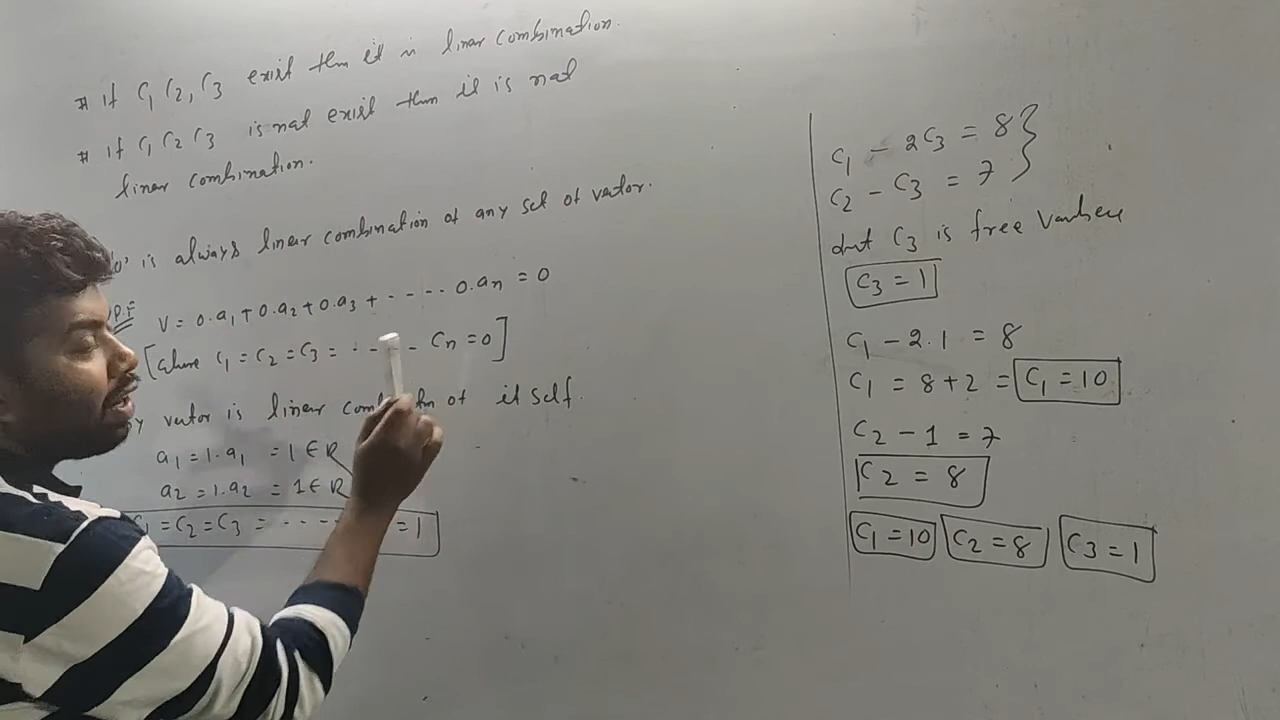 # If C₁ C₂, C₃ exist then it is linear combination.
# If C₁ C₂ C₃ is not exist then it is not
linear combination.
'0' is always linear combination of any set of vector.
P.F V = 0.a₁ + 0.a₂ + 0.a₃ + - - - - - 0.aₙ = 0
[where C₁ = C₂ = C₃ = - - - - Cₙ = 0]
vector is linear of it self.
a₁ = 1.a₁ = 1 ∈ R
a₂ = 1.a₂ = 1 ∈ R
C₁ = C₂ = C₃ = - - - - = 1
C₁ - 2C₃ = 8 }
C₂ - C₃ = 7
C₃ is free
C₃ = 1
C₁ - 2.1 = 8
C₁ = 8 + 2 = C₁ = 10
C₂ - 1 = 7
C₂ = 8
C₁ = 10 C₂ = 8 C₃ = 1